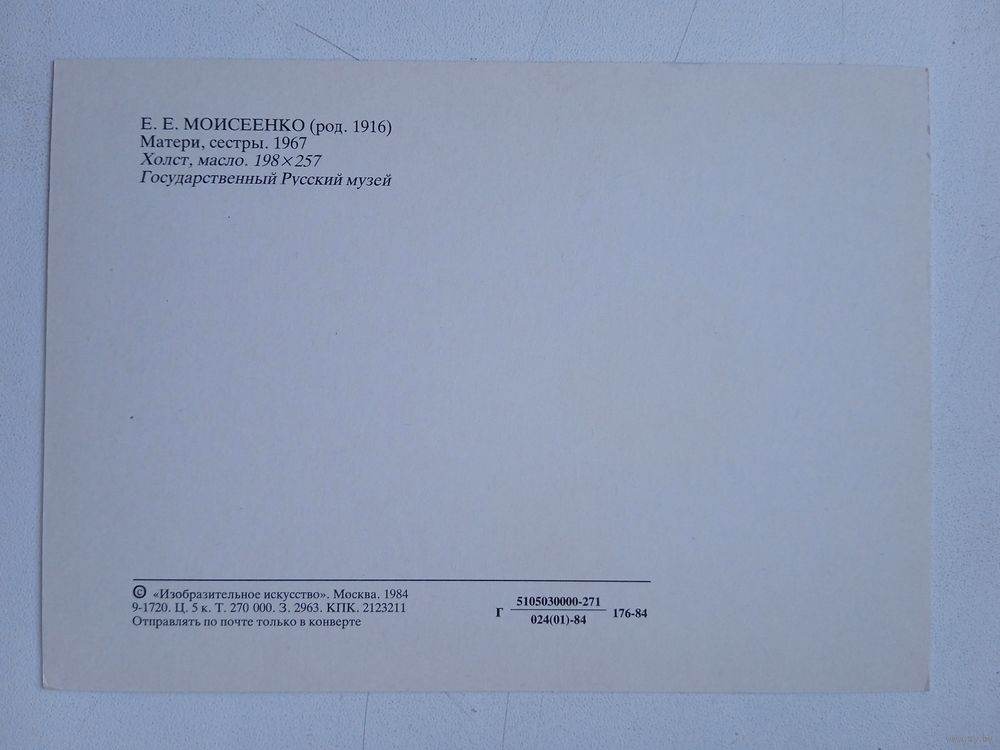 Е. Е. МОИСЕЕНКО (род. 1916)
Матери, сестры. 1967
Холст, масло. 198×257
Государственный Русский музей
© «Изобразительное искусство». Москва. 1984
9-1720. Ц. 5 к. Т. 270 000. З. 2963. КПК. 2123211
Отправлять по почте только в конверте
Г 5105030000-271
024(01)-84 176-84